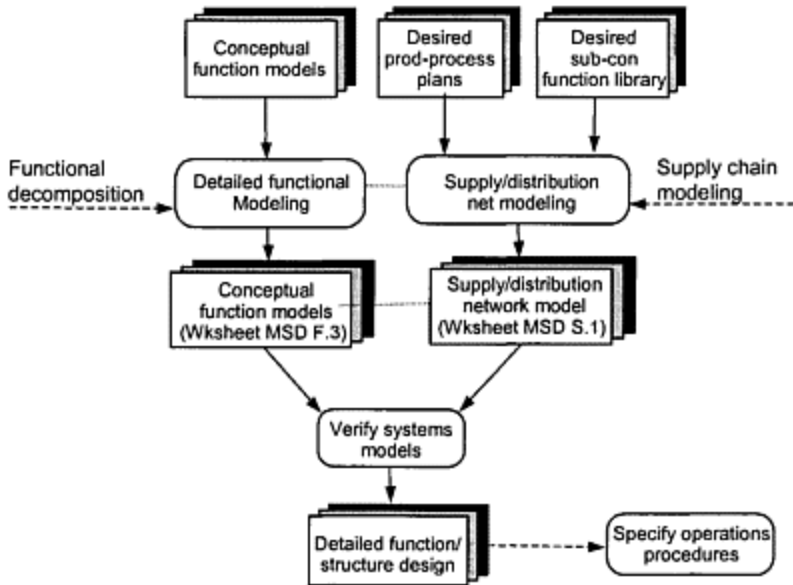 Conceptual
function models
Desired
prod-process
plans
Desired
sub-con
function library
Functional
decomposition
Detailed functional
Modeling
Supply/distribution
net modeling
Supply chain
modeling
Conceptual
function models
(Wksheet MSD F.3)
Supply/distribution
network model
(Wksheet MSD S.1)
Verify systems
models
Detailed function/
structure design
Specify operations
procedures